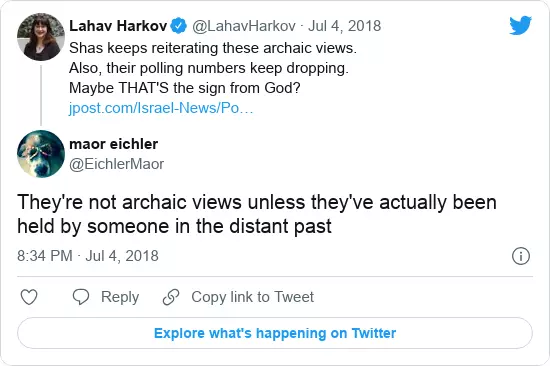 Lahav Harkov @LahavHarkov · Jul 4, 2018
Shas keeps reiterating these archaic views.
Also, their polling numbers keep dropping.
Maybe THAT'S the sign from God?
jpost.com/Israel-News/Po…
maor eichler
@EichlerMaor
They're not archaic views unless they've actually been
held by someone in the distant past
8:34 PM · Jul 4, 2018
Reply Copy link to Tweet
Explore what's happening on Twitter